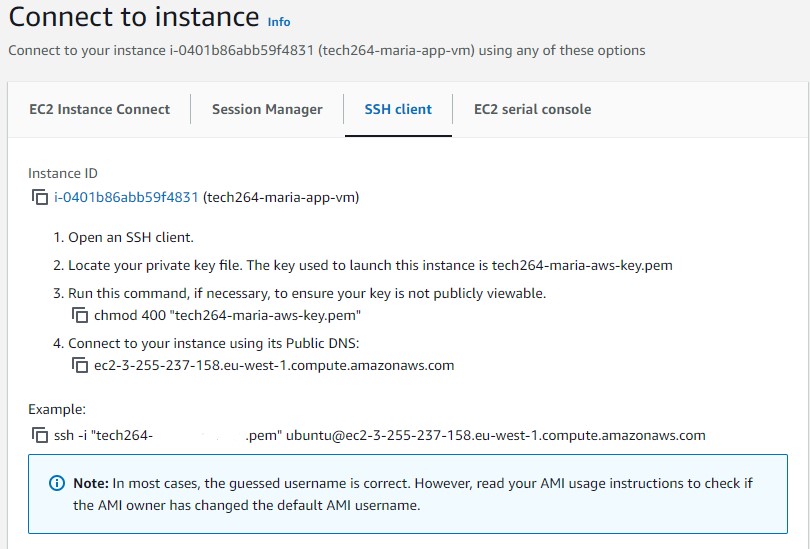 Connect to instance Info
Connect to your instance i-0401b86abb59f4831 (tech264-maria-app-vm) using any of these options
EC2 Instance Connect
Session Manager
SSH client
EC2 serial console
Instance ID
i-0401b86abb59f4831 (tech264-maria-app-vm)
1. Open an SSH client.
2. Locate your private key file. The key used to launch this instance is tech264-maria-aws-key.pem
3. Run this command, if necessary, to ensure your key is not publicly viewable.
chmod 400 "tech264-maria-aws-key.pem"
4. Connect to your instance using its Public DNS:
ec2-3-255-237-158.eu-west-1.compute.amazonaws.com
Example:
ssh -i "tech264- .pem" ubuntu@ec2-3-255-237-158.eu-west-1.compute.amazonaws.com
Note: In most cases, the guessed username is correct. However, read your AMI usage instructions to check if
the AMI owner has changed the default AMI username.